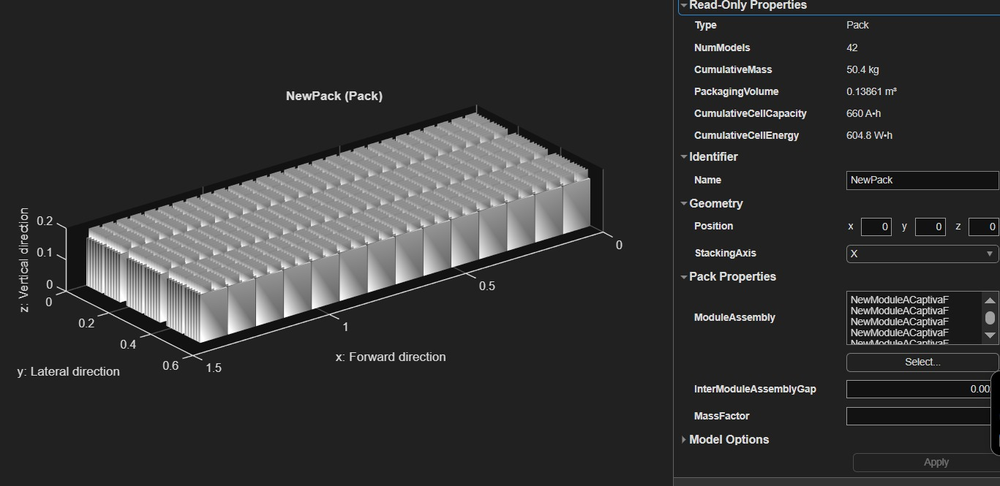 NewPack (Pack)
z: Vertical direction
0.2
0.1
0
0
0.2
0.4
0.6
y: Lateral direction
1.5
1
0.5
0
x: Forward direction
Read-Only Properties
Type Pack
NumModels 42
CumulativeMass 50.4 kg
PackagingVolume 0.13861 m³
CumulativeCellCapacity 660 A•h
CumulativeCellEnergy 604.8 W•h
Identifier
Name NewPack
Geometry
Position x 0 y 0 z 0
StackingAxis X
Pack Properties
ModuleAssembly
NewModuleACaptivaF
NewModuleACaptivaF
NewModuleACaptivaF
NewModuleACaptivaF
NewModuleACaptivaF
Select...
InterModuleAssemblyGap 0.00
MassFactor
Model Options
Apply